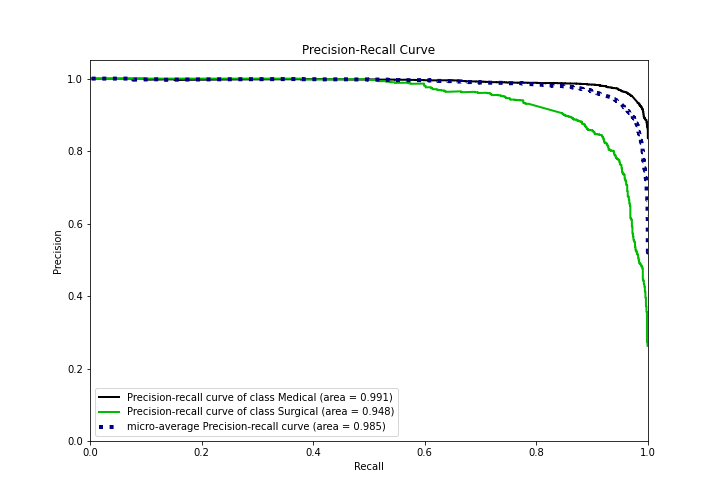 Precision-Recall Curve
1.0
0.8
0.6
0.4
0.2
0.0
Precision
Precision-recall curve of class Medical (area = 0.991)
Precision-recall curve of class Surgical (area = 0.948)
micro-average Precision-recall curve (area = 0.985)
0.0 0.2 0.4 0.6 0.8 1.0
Recall